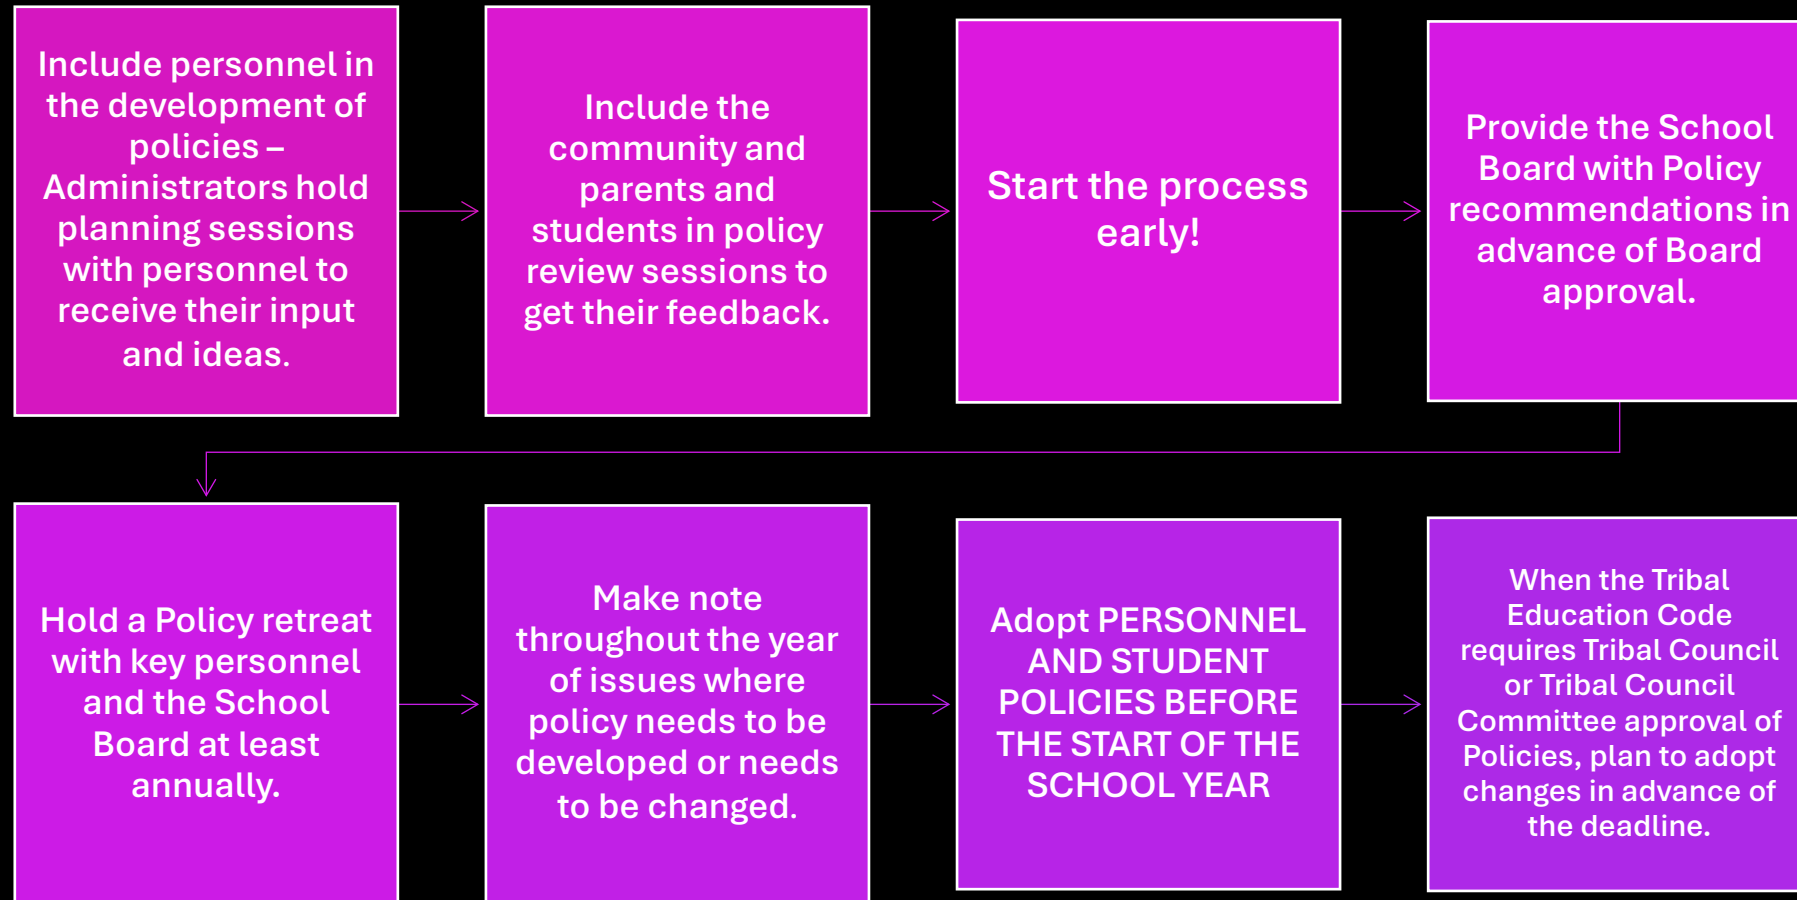 Include personnel in
the development of
policies –
Administrators hold
planning sessions
with personnel to
receive their input
and ideas.
Include the
community and
parents and
students in policy
review sessions to
get their feedback.
Start the process
early!
Provide the School
Board with Policy
recommendations in
advance of Board
approval.
Hold a Policy retreat
with key personnel
and the School
Board at least
annually.
Make note
throughout the year
of issues where
policy needs to be
developed or needs
to be changed.
Adopt PERSONNEL
AND STUDENT
POLICIES BEFORE
THE START OF THE
SCHOOL YEAR
When the Tribal
Education Code
requires Tribal Council
or Tribal Council
Committee approval of
Policies, plan to adopt
changes in advance of
the deadline.